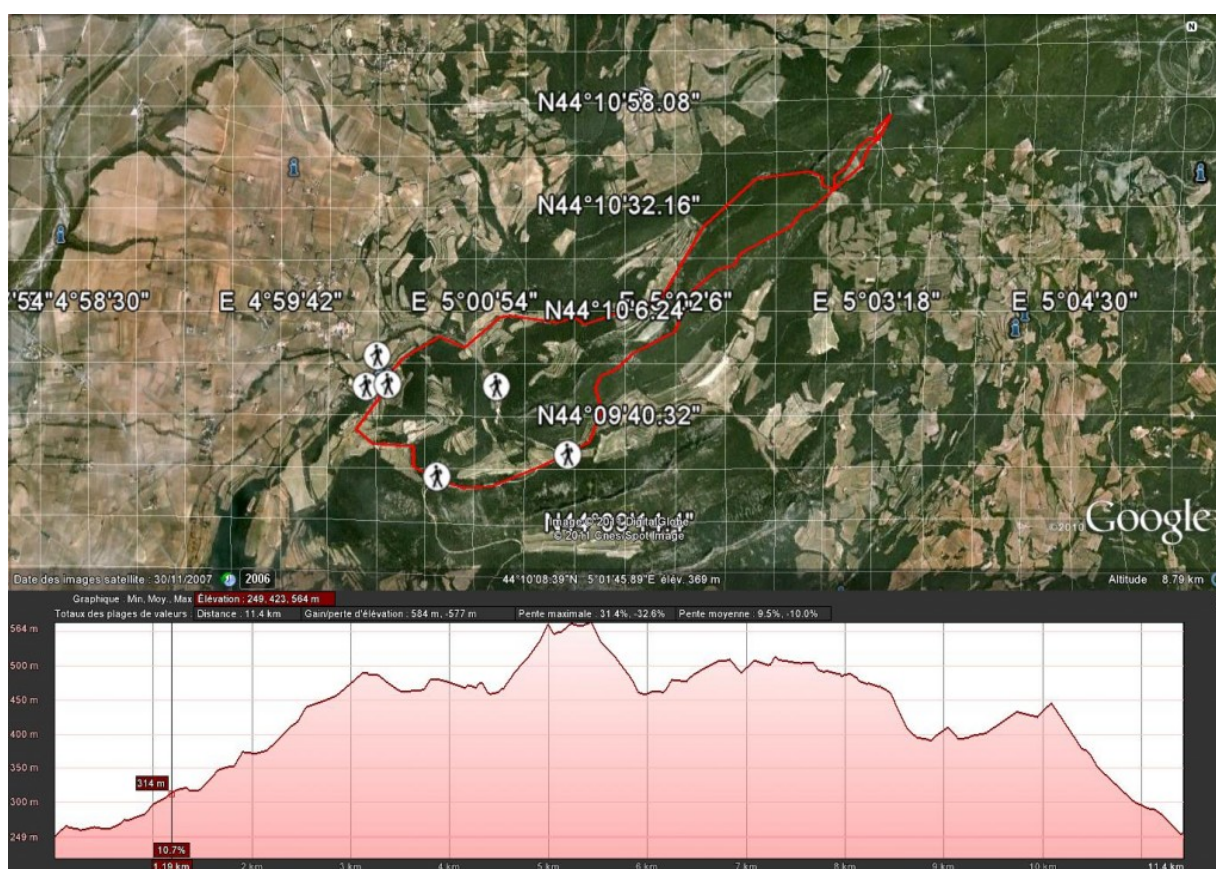 N
N44°10'58.08"
N44°10'32.16"
E 4°58'30"
E 4°59'42"
E 5°00'54"
N44°10'6.24"
E 5°02'6"
E 5°03'18"
E 5°04'30"
N44°09'40.32"
Image © 2011 DigitalGlobe
© 2011 Cnes/Spot Image
©2010 Google
Date des images satellite : 30/11/2007 2006
44°10'08.39"N 5°01'45.89"E élév. 369 m
Altitude 8.79 km
Graphique : Min, Moy., Max Élévation : 249, 423, 564 m
Totaux des plages de valeurs : Distance : 11.4 km Gain/perte d'élévation : 584 m, -577 m Pente maximale : 31.4%, -32.6% Pente moyenne : 9.5%, -10.0%
564 m
500 m
450 m
400 m
350 m
314 m
300 m
249 m
10.7%
1.19 km 2 km 3 km 4 km 5 km 6 km 7 km 8 km 9 km 10 km 11.4 km